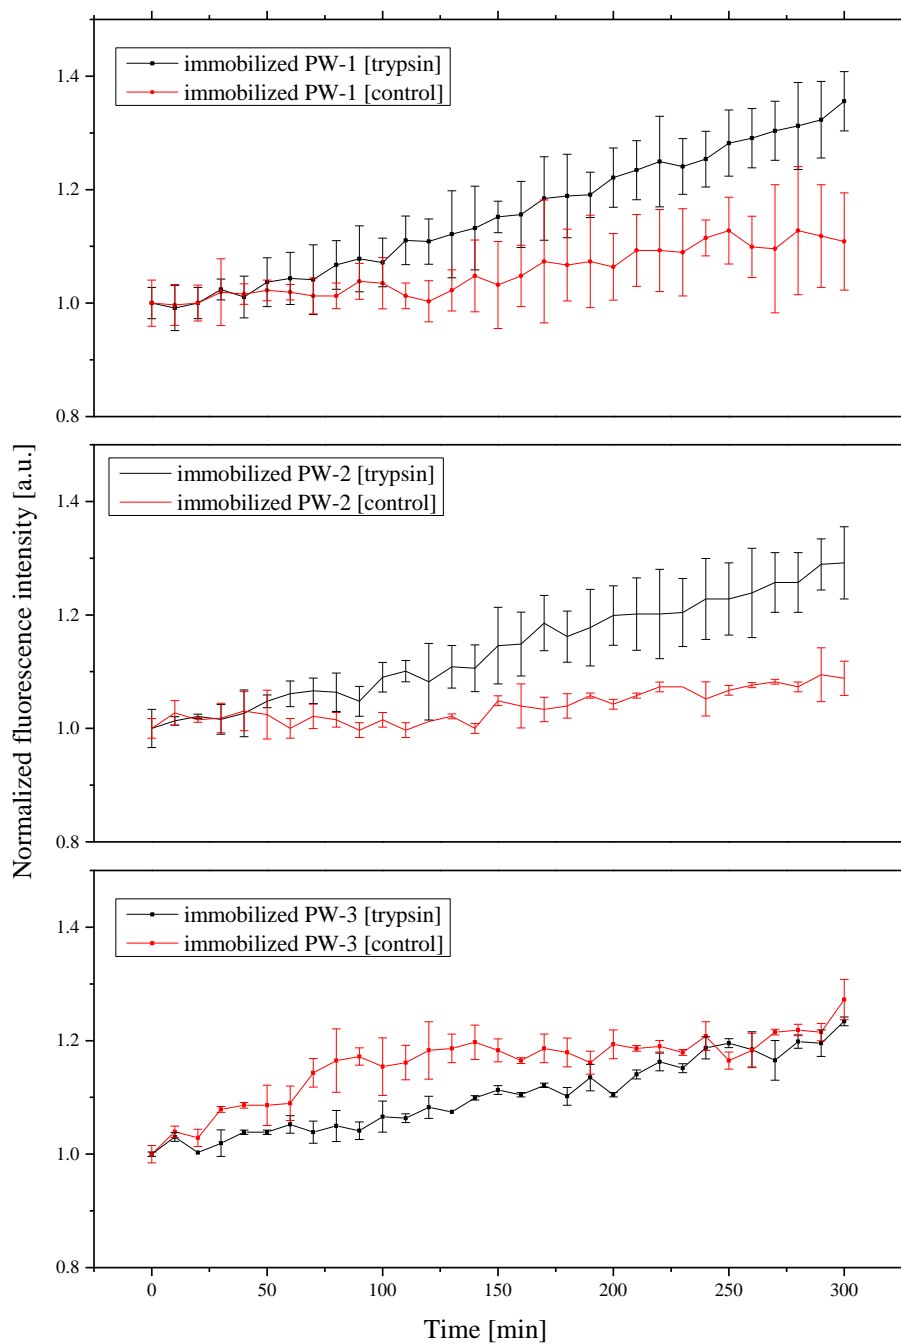 immobilized PW-1 [trypsin]
immobilized PW-1 [control]
1.4
1.2
1.0
0.8
immobilized PW-2 [trypsin]
immobilized PW-2 [control]
1.4
1.2
1.0
0.8
Normalized fluorescence intensity [a.u.]
immobilized PW-3 [trypsin]
immobilized PW-3 [control]
1.4
1.2
1.0
0.8
0 50 100 150 200 250 300
Time [min]